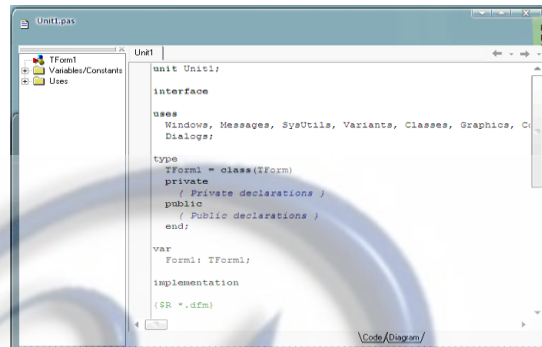 Unit1.pas
TForm1
Variables/Constants
Uses
Unit1
unit Unit1;
interface
uses
Windows, Messages, SysUtils, Variants, Classes, Graphics,
Dialogs;
type
TForm1 = class(TForm)
private
{ Private declarations }
public
{ Public declarations }
end;
var
Form1: TForm1;
implementation
{$R *.dfm}
Code
Diagram